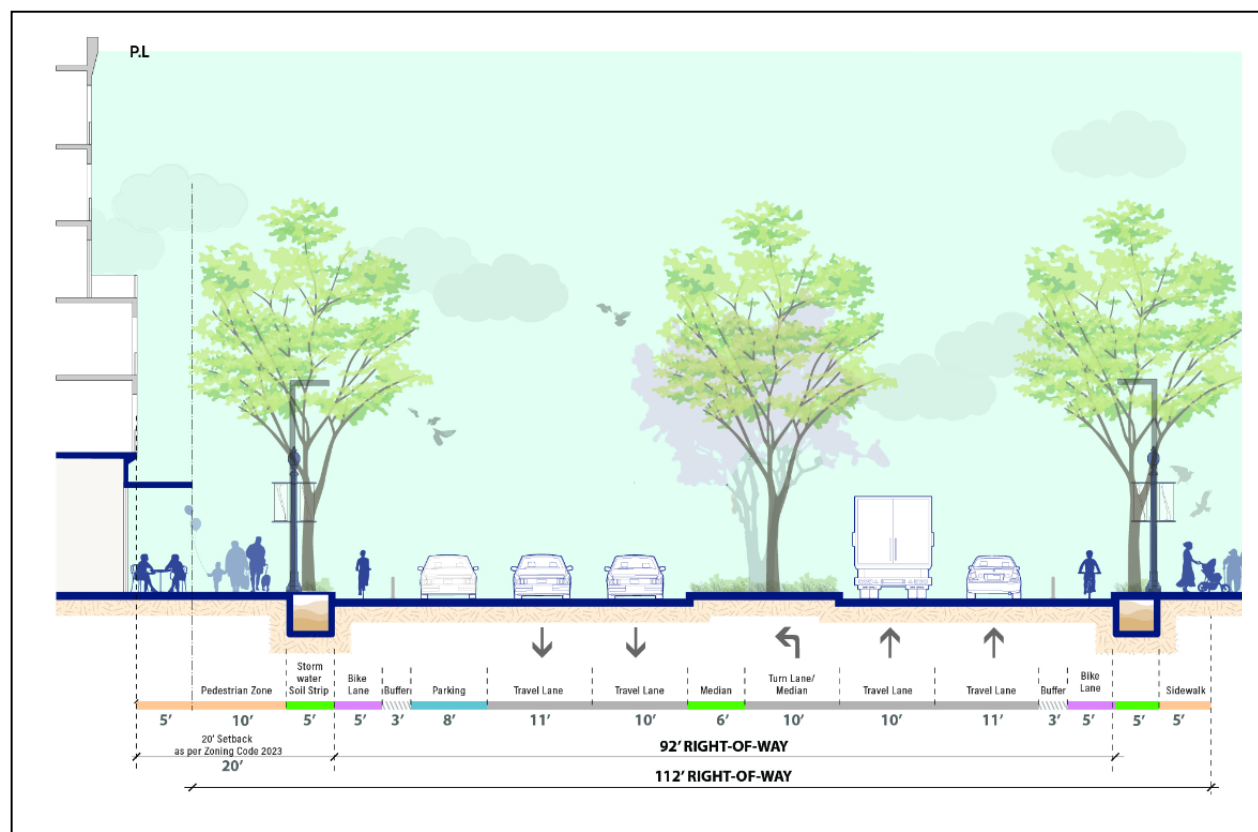 P.L
Storm
water
Soil Strip
Pedestrian Zone
Bike
Lane
Buffer
Parking
Travel Lane
Travel Lane
Median
Turn Lane/
Median
Travel Lane
Travel Lane
Buffer
Bike
Lane
Sidewalk
5' 10' 5' 5' 3' 8' 11' 10' 6' 10' 10' 11' 3' 5' 5' 5'
20' Setback
as per Zoning Code 2023
20'
92' RIGHT-OF-WAY
112' RIGHT-OF-WAY